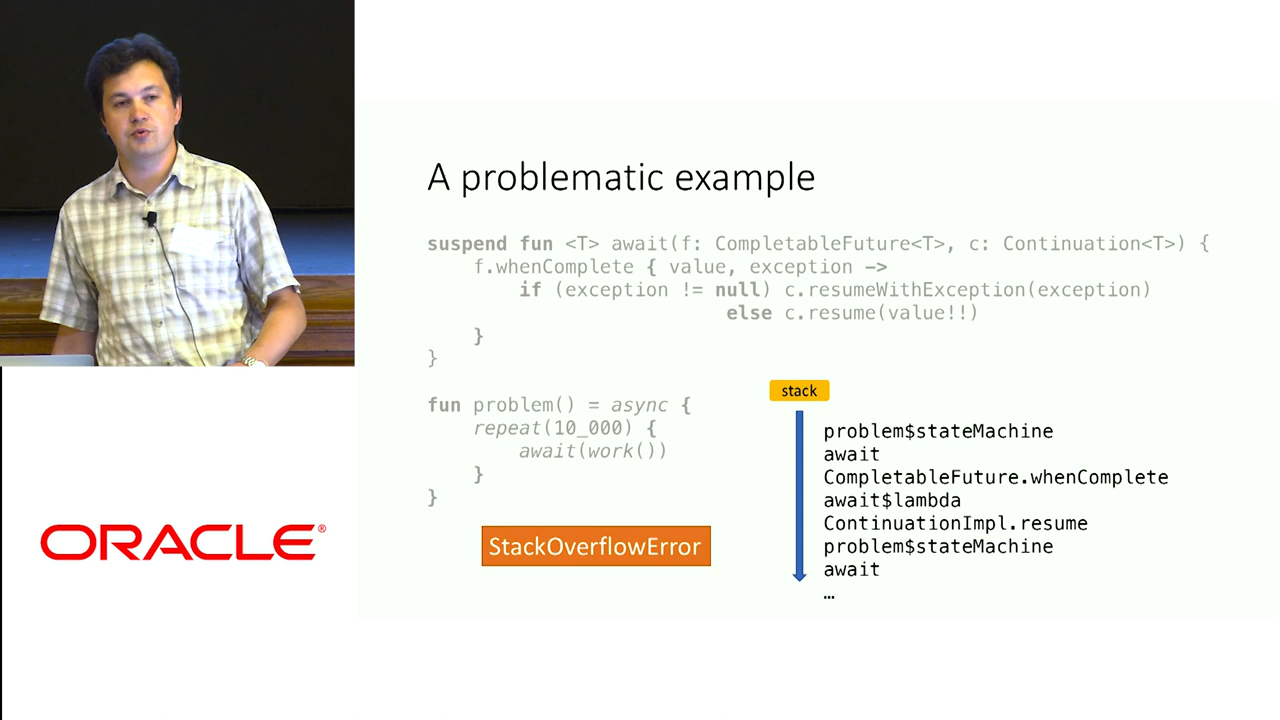 A problematic example
suspend fun <T> await(f: CompletableFuture<T>, c: Continuation<T>) {
    f.whenComplete { value, exception ->
        if (exception != null) c.resumeWithException(exception)
                          else c.resume(value!!)
    }
}
fun problem() = async {
    repeat(10_000) {
        await(work())
    }
}
StackOverflowError
stack
problem$stateMachine
await
CompletableFuture.whenComplete
await$lambda
ContinuationImpl.resume
problem$stateMachine
await
…
ORACLE®